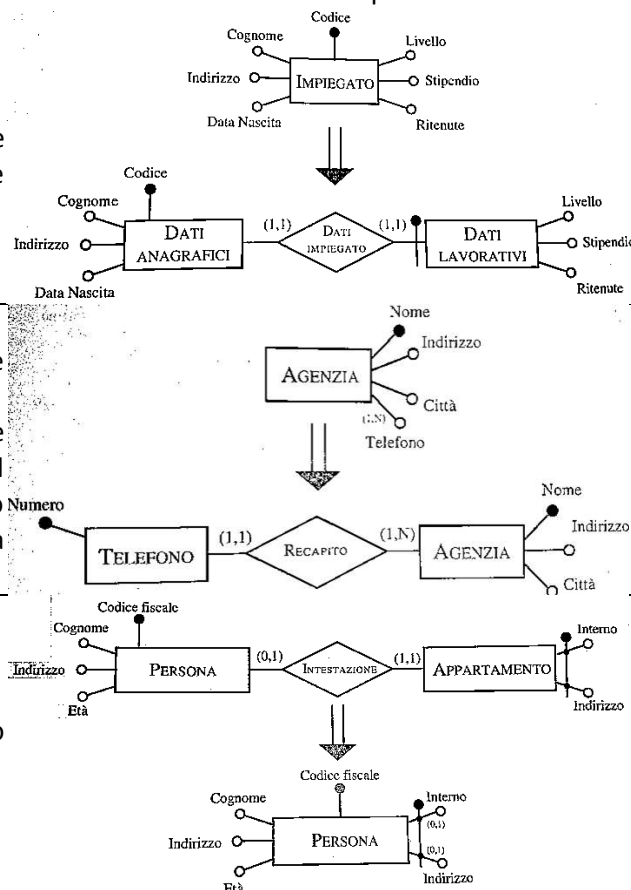 Codice
Cognome
Livello
Indirizzo
IMPIEGATO
Stipendio
Data Nascita
Ritenute
Codice
Cognome
Livello
DATI
ANAGRAFICI
(1,1)
DATI
IMPIEGATO
(1,1)
DATI
LAVORATIVI
Indirizzo
Stipendio
Data Nascita
Ritenute
Nome
Indirizzo
AGENZIA
Città
(1,N)
Telefono
Numero
Nome
Indirizzo
TELEFONO
(1,1)
RECAPITO
(1,N)
AGENZIA
Città
Codice fiscale
Cognome
Interno
Indirizzo
PERSONA
(0,1)
INTESTAZIONE
(1,1)
APPARTAMENTO
Età
Indirizzo
Codice fiscale
Cognome
Interno
(0,1)
Indirizzo
PERSONA
(0,1)
Età
Indirizzo